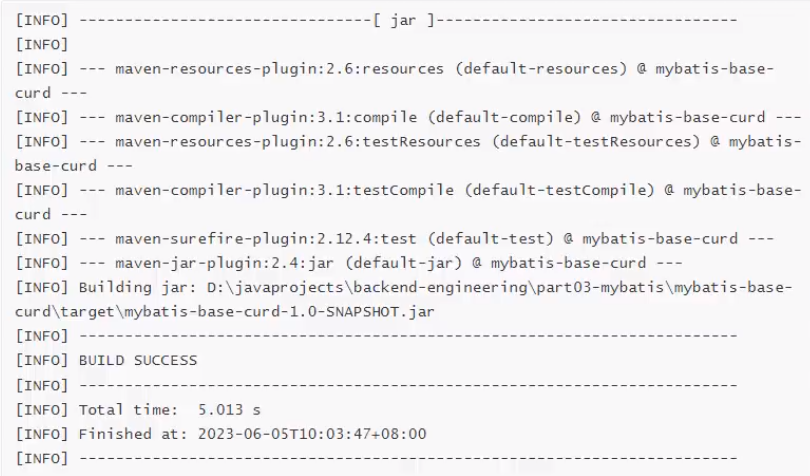 [INFO] --------------------------------[ jar ]---------------------------------
[INFO]
[INFO] --- maven-resources-plugin:2.6:resources (default-resources) @ mybatis-base-
curd ---
[INFO] --- maven-compiler-plugin:3.1:compile (default-compile) @ mybatis-base-curd ---
[INFO] --- maven-resources-plugin:2.6:testResources (default-testResources) @ mybatis-
base-curd ---
[INFO] --- maven-compiler-plugin:3.1:testCompile (default-testCompile) @ mybatis-base-
curd ---
[INFO] --- maven-surefire-plugin:2.12.4:test (default-test) @ mybatis-base-curd ---
[INFO] --- maven-jar-plugin:2.4:jar (default-jar) @ mybatis-base-curd ---
[INFO] Building jar: D:\javaprojects\backend-engineering\part03-mybatis\mybatis-base-
curd\target\mybatis-base-curd-1.0-SNAPSHOT.jar
[INFO] ------------------------------------------------------------------------
[INFO] BUILD SUCCESS
[INFO] ------------------------------------------------------------------------
[INFO] Total time:  5.013 s
[INFO] Finished at: 2023-06-05T10:03:47+08:00
[INFO] ------------------------------------------------------------------------